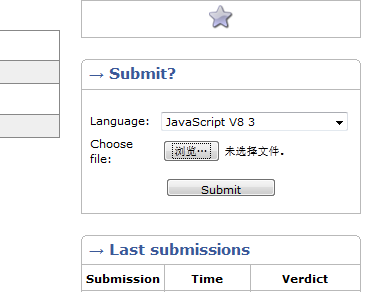 → Submit?
Language: JavaScript V8 3
Choose
file: 浏览… 未选择文件。
Submit
→ Last submissions
Submission Time Verdict